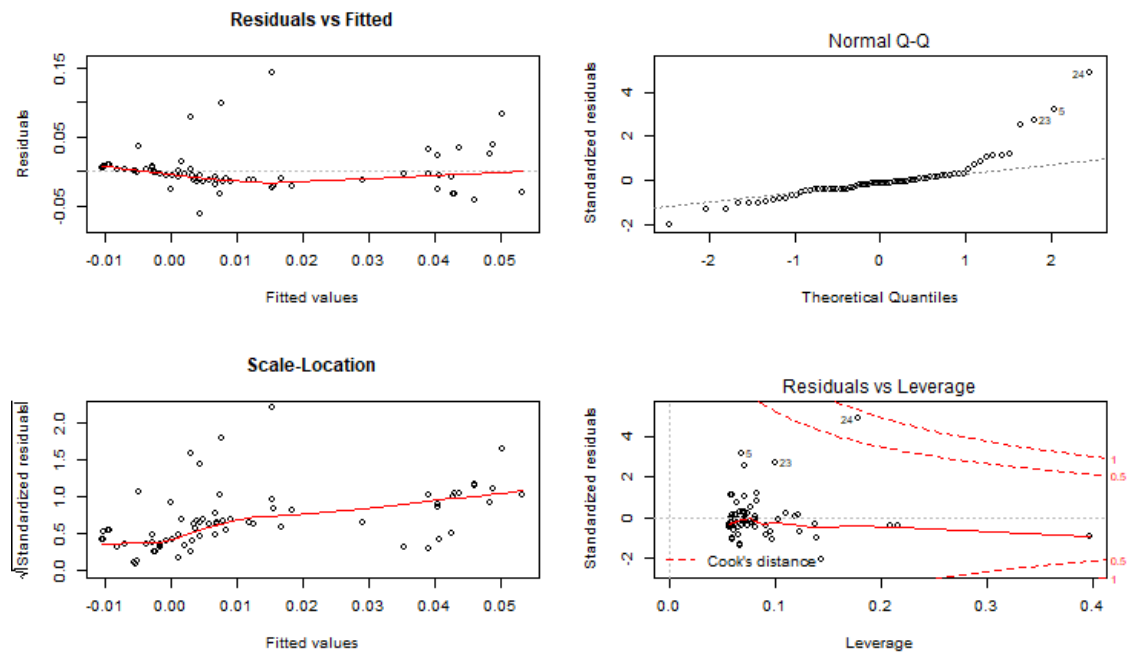 Residuals vs Fitted
Residuals
-0.05 0.05 0.15
-0.01 0.00 0.01 0.02 0.03 0.04 0.05
Fitted values
Normal Q-Q
Standardized residuals
-2 0 2 4
24
23
5
-2 -1 0 1 2
Theoretical Quantiles
Scale-Location
√|Standardized residuals|
0.0 0.5 1.0 1.5 2.0
-0.01 0.00 0.01 0.02 0.03 0.04 0.05
Fitted values
Residuals vs Leverage
Standardized residuals
-2 0 2 4
24
5
23
1
0.5
0.5
1
Cook's distance
0.0 0.1 0.2 0.3 0.4
Leverage